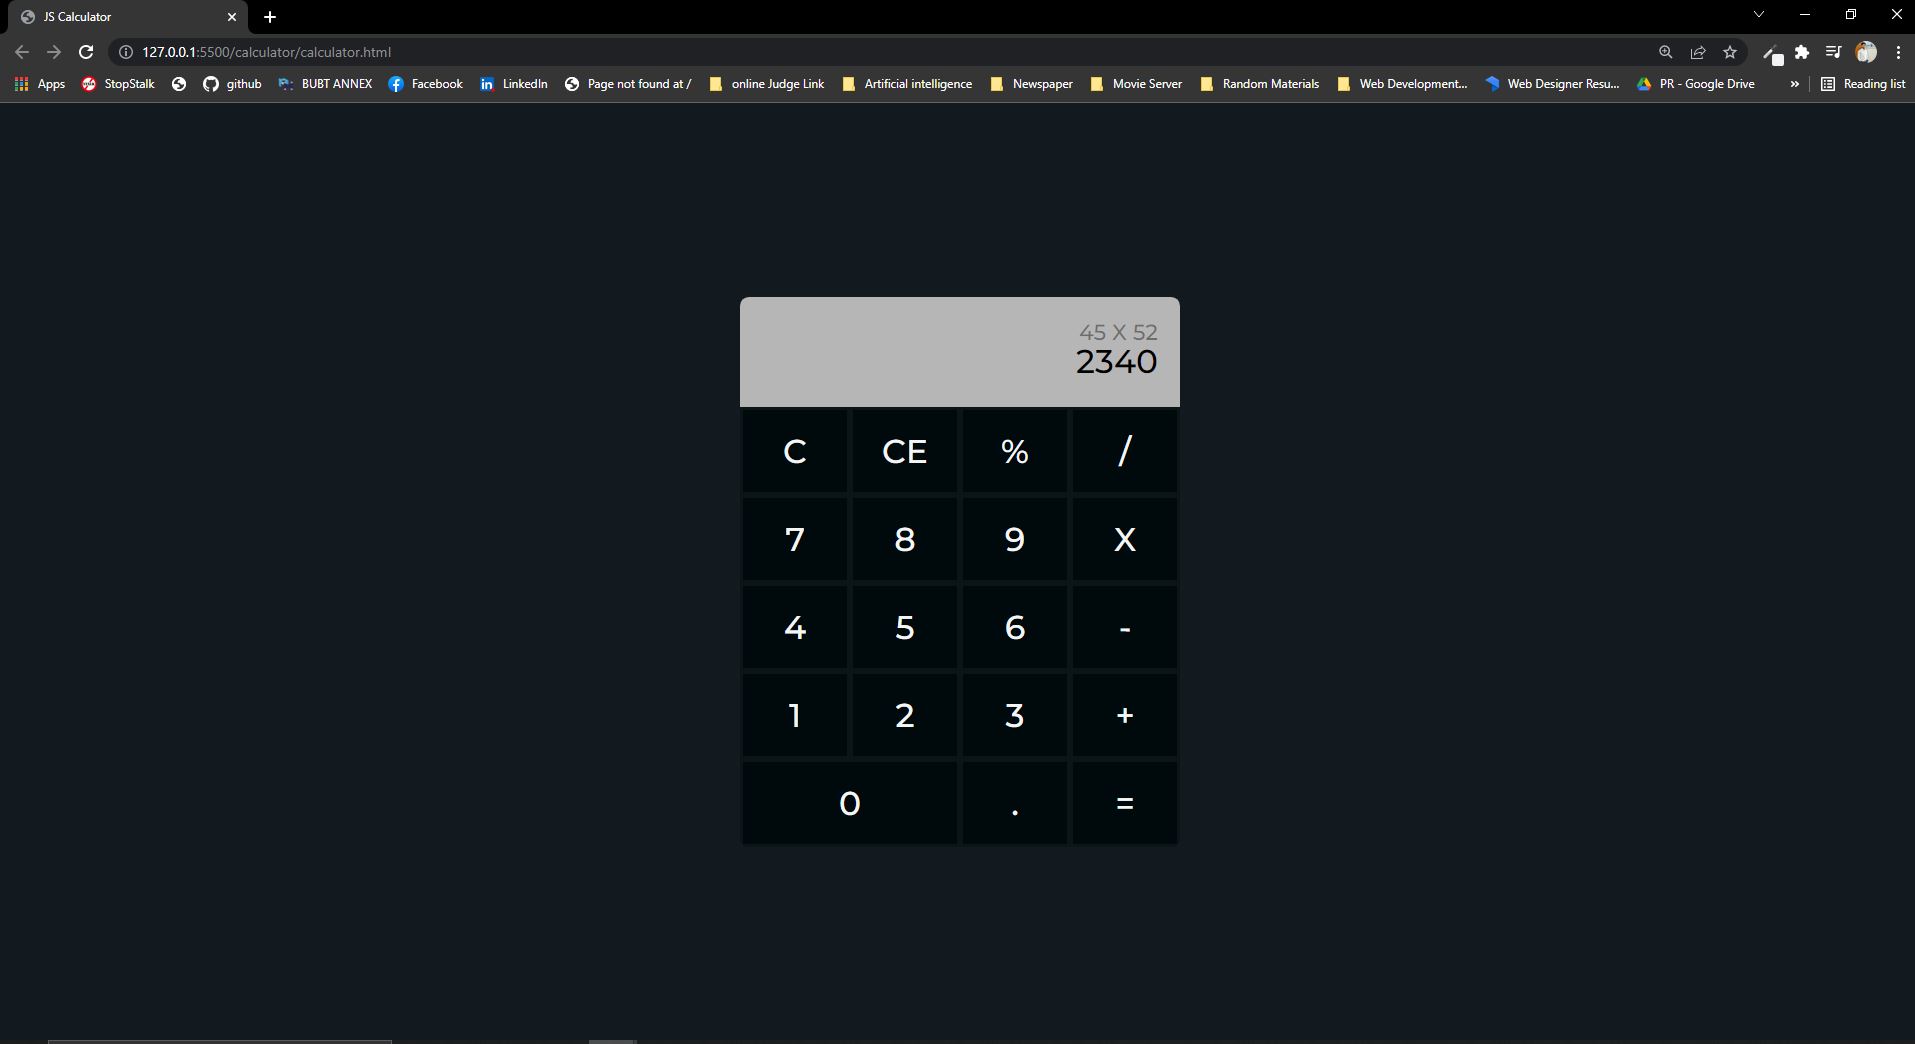 JS Calculator
127.0.0.1:5500/calculator/calculator.html
Apps StopStalk github BUBT ANNEX Facebook LinkedIn Page not found at / online Judge Link Artificial intelligence Newspaper Movie Server Random Materials Web Development... Web Designer Resu... PR - Google Drive » Reading list
45 X 52
2340
C CE % /
7 8 9 X
4 5 6 -
1 2 3 +
0 . =